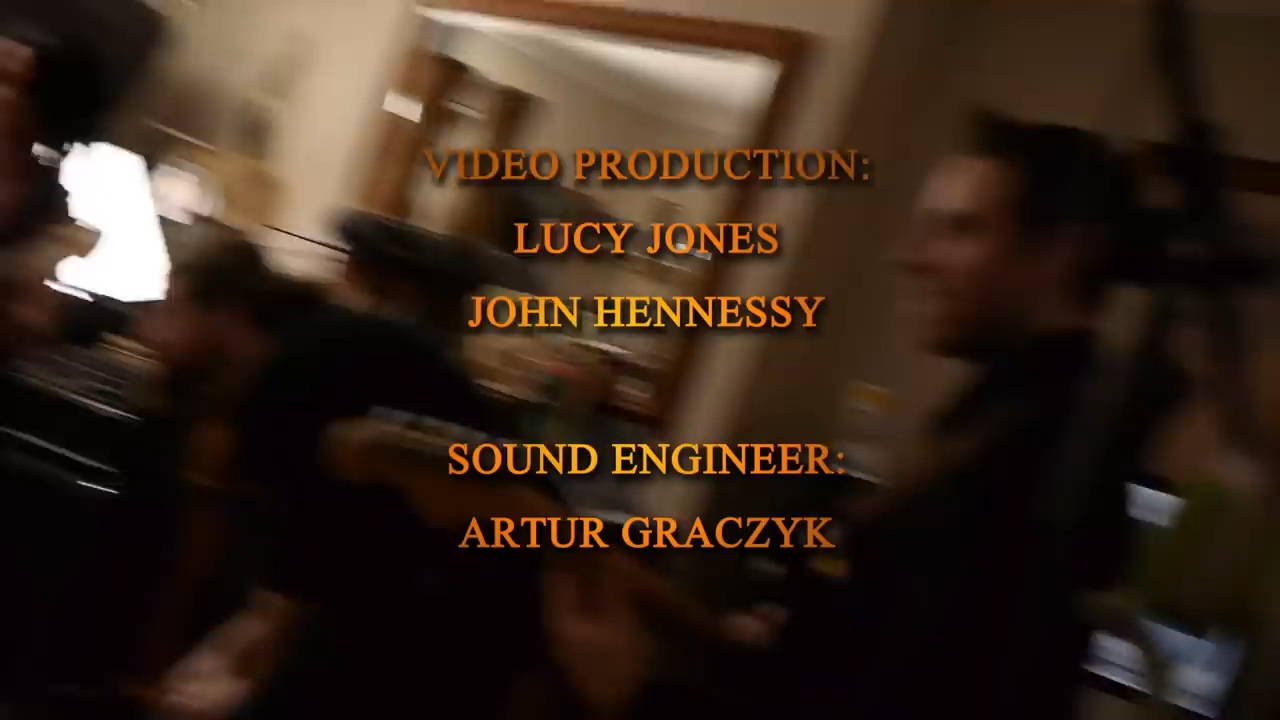 VIDEO PRODUCTION:
LUCY JONES
JOHN HENNESSY
SOUND ENGINEER:
ARTUR GRACZYK